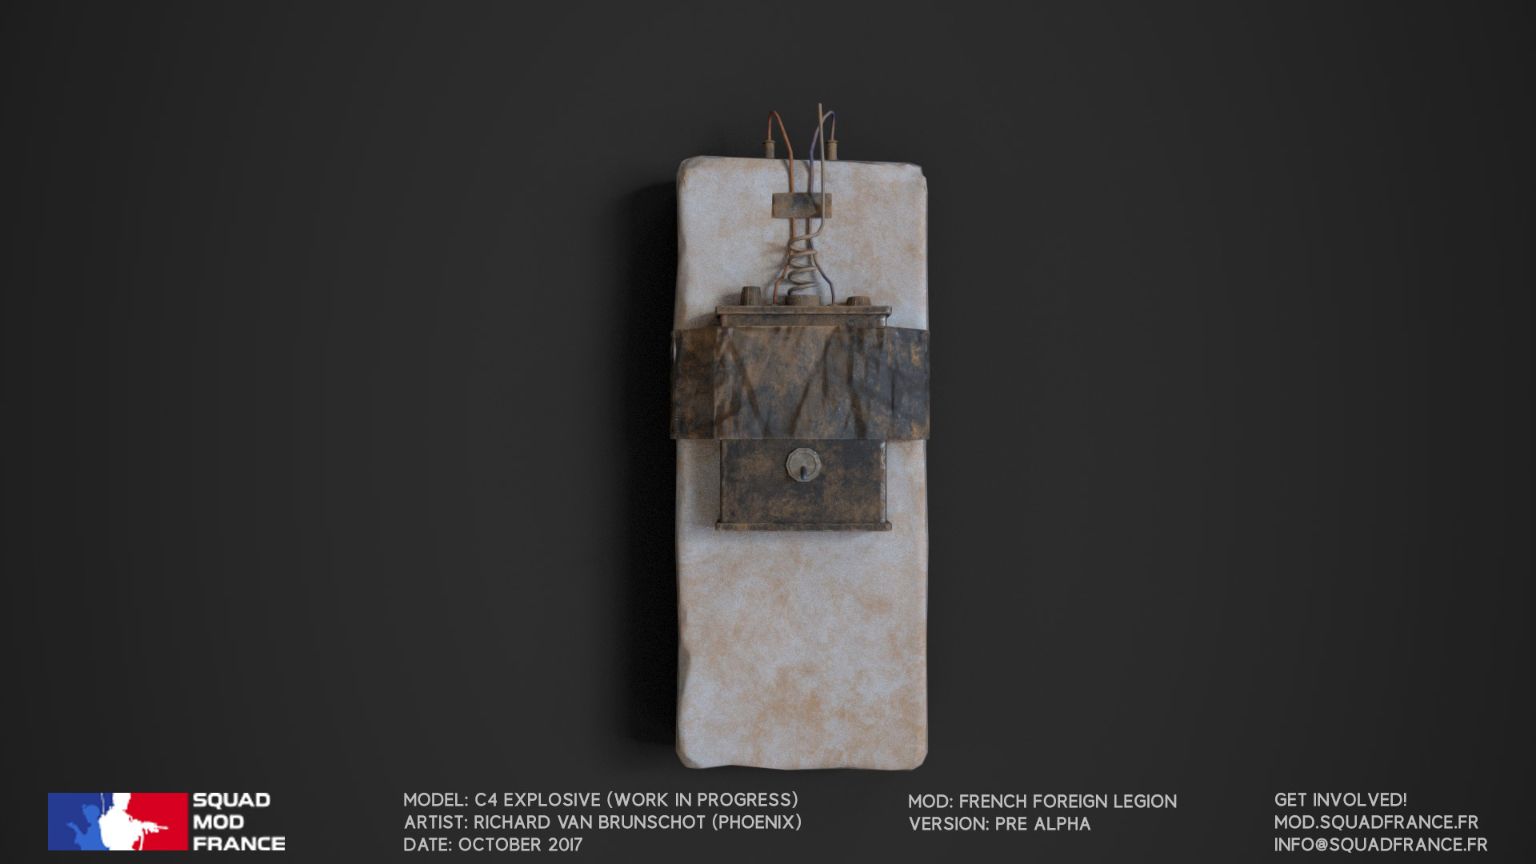 SQUAD
MOD
FRANCE
MODEL: C4 EXPLOSIVE (WORK IN PROGRESS)
ARTIST: RICHARD VAN BRUNSCHOT (PHOENIX)
DATE: OCTOBER 2017
MOD: FRENCH FOREIGN LEGION
VERSION: PRE ALPHA
GET INVOLVED!
MOD.SQUADFRANCE.FR
INFO@SQUADFRANCE.FR